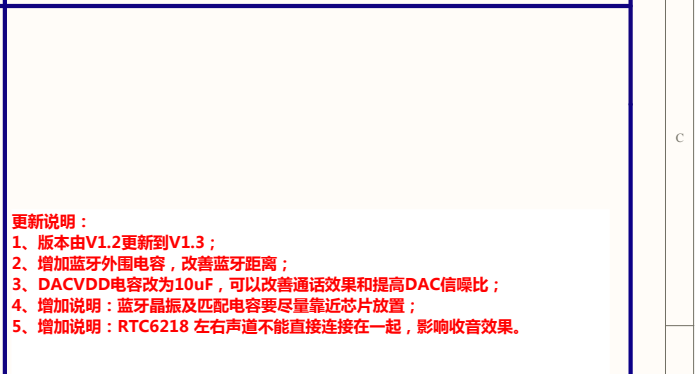 更新说明：
1、版本由V1.2更新到V1.3；
2、增加蓝牙外围电容，改善蓝牙距离；
3、DACVDD电容改为10uF，可以改善通话效果和提高DAC信噪比；
4、增加说明：蓝牙晶振及匹配电容要尽量靠近芯片放置；
5、增加说明：RTC6218 左右声道不能直接连接在一起，影响收音效果。
C